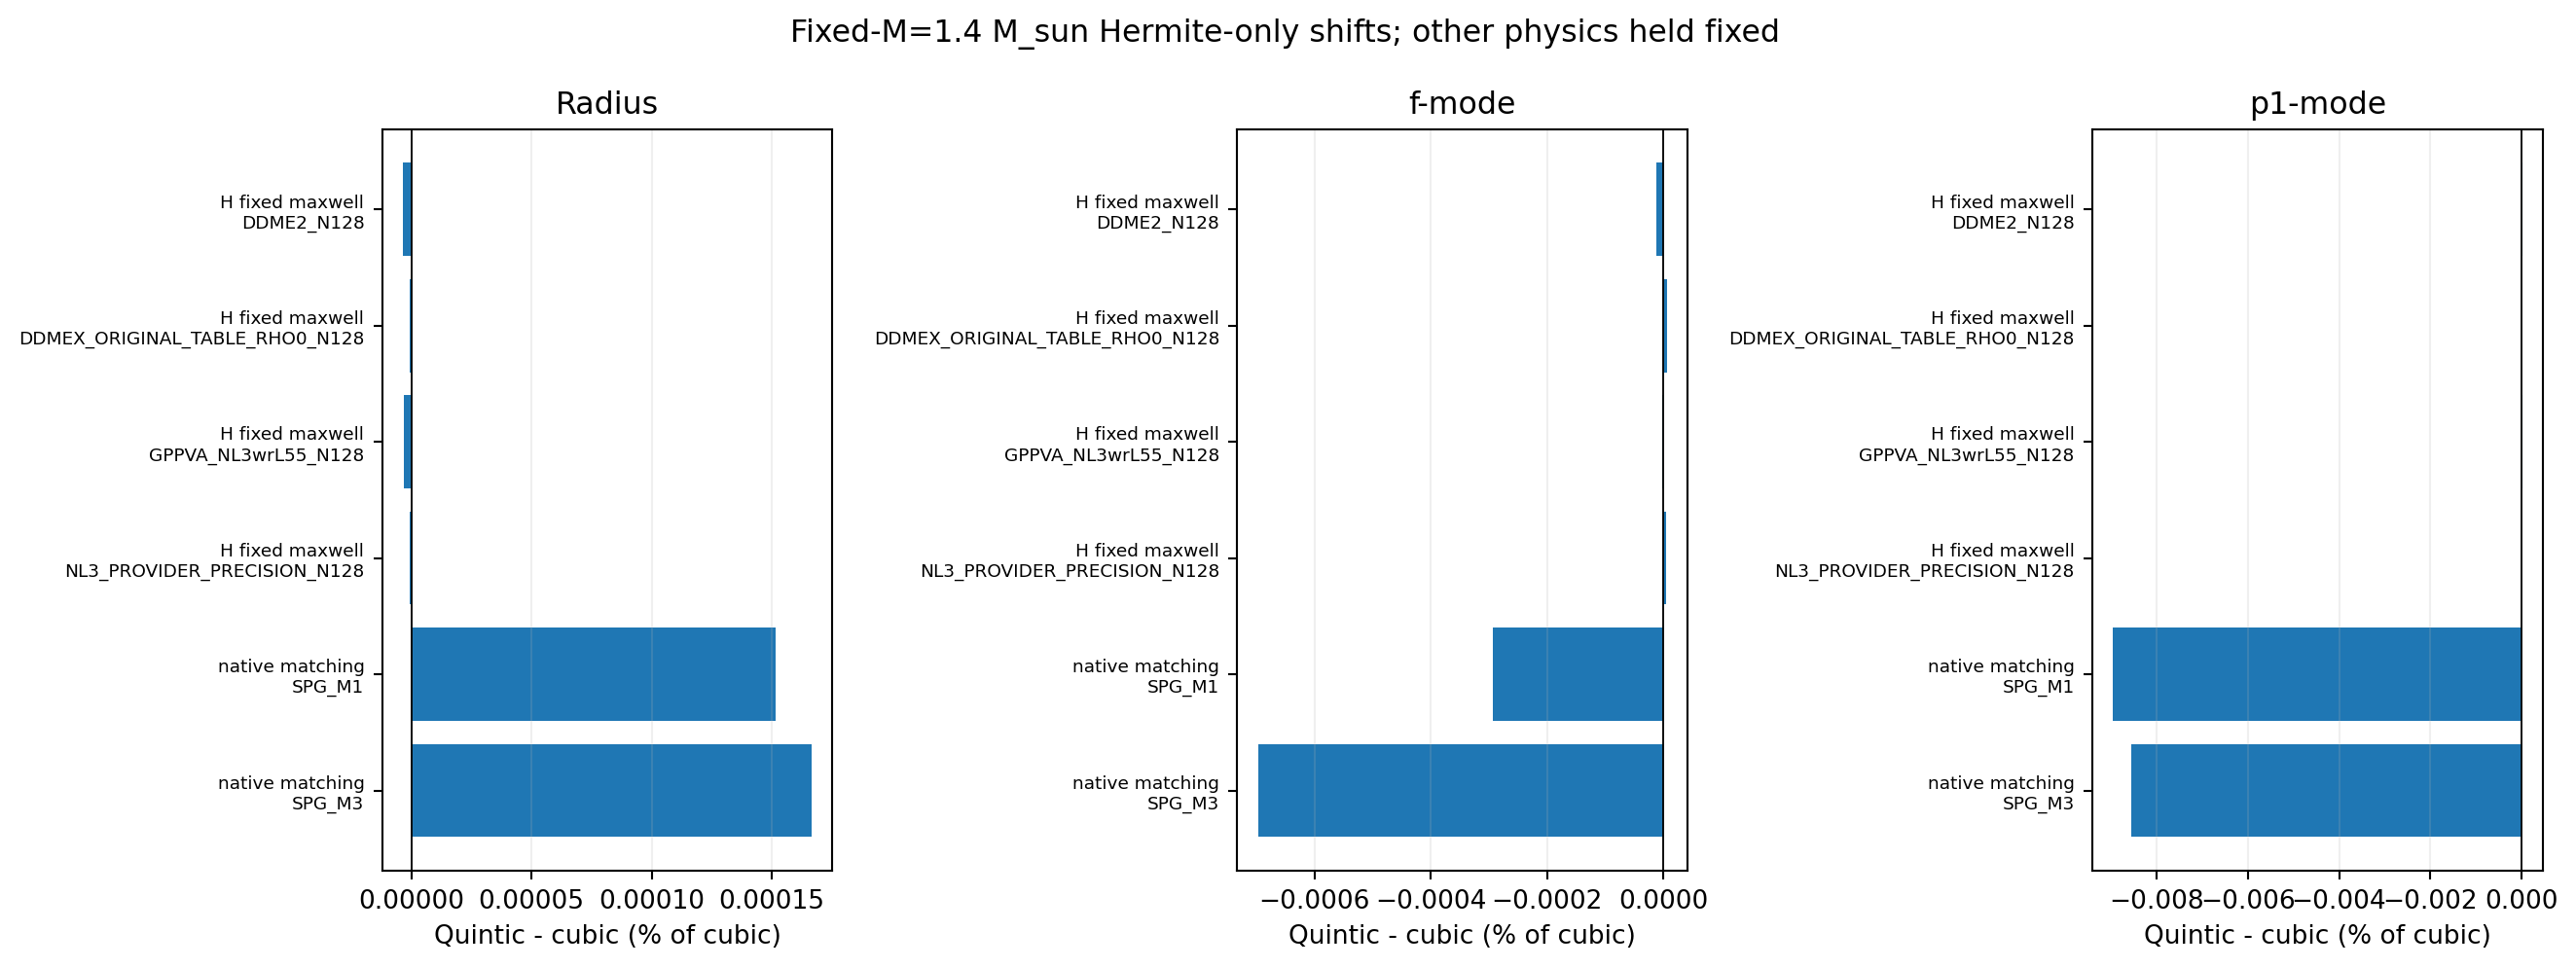 Fixed-M=1.4 M_sun Hermite-only shifts; other physics held fixed
Radius
H fixed maxwell
DDME2_N128
H fixed maxwell
DDMEX_ORIGINAL_TABLE_RHO0_N128
H fixed maxwell
GPPVA_NL3wrL55_N128
H fixed maxwell
NL3_PROVIDER_PRECISION_N128
native matching
SPG_M1
native matching
SPG_M3
0.00000 0.00005 0.00010 0.00015
Quintic - cubic (% of cubic)
f-mode
H fixed maxwell
DDME2_N128
H fixed maxwell
DDMEX_ORIGINAL_TABLE_RHO0_N128
H fixed maxwell
GPPVA_NL3wrL55_N128
H fixed maxwell
NL3_PROVIDER_PRECISION_N128
native matching
SPG_M1
native matching
SPG_M3
−0.0006 −0.0004 −0.0002 0.0000
Quintic - cubic (% of cubic)
p1-mode
H fixed maxwell
DDME2_N128
H fixed maxwell
DDMEX_ORIGINAL_TABLE_RHO0_N128
H fixed maxwell
GPPVA_NL3wrL55_N128
H fixed maxwell
NL3_PROVIDER_PRECISION_N128
native matching
SPG_M1
native matching
SPG_M3
−0.008 −0.006 −0.004 −0.002 0.000
Quintic - cubic (% of cubic)